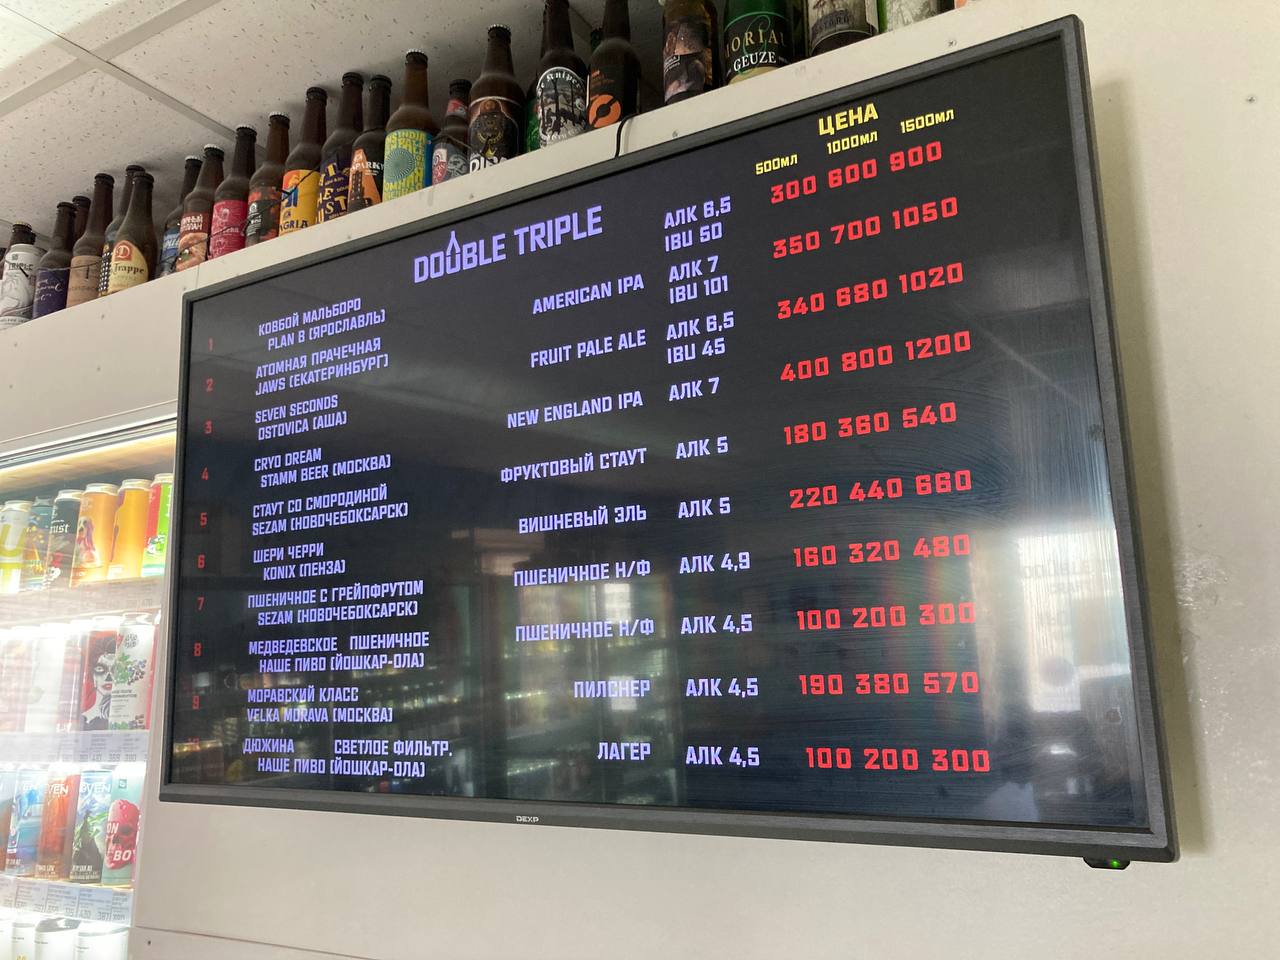 DOUBLE TRIPLE
ЦЕНА
500мл 1000мл 1500мл
1 КОВБОЙ МАЛЬБОРО
PLAN B (ЯРОСЛАВЛЬ)
AMERICAN IPA
АЛК 6,5
IBU 50
300 600 900
2 АТОМНАЯ ПРАЧЕЧНАЯ
JAWS (ЕКАТЕРИНБУРГ)
FRUIT PALE ALE
АЛК 7
IBU 101
350 700 1050
3 SEVEN SECONDS
OSTOVICA (АША)
NEW ENGLAND IPA
АЛК 6,5
IBU 45
340 680 1020
4 CRYO DREAM
STAMM BEER (МОСКВА)
ФРУКТОВЫЙ СТАУТ
АЛК 7
400 800 1200
5 СТАУТ СО СМОРОДИНОЙ
SEZAM (НОВОЧЕБОКСАРСК)
ВИШНЕВЫЙ ЭЛЬ
АЛК 5
180 360 540
6 ШЕРИ ЧЕРРИ
KONIX (ПЕНЗА)
ПШЕНИЧНОЕ Н/Ф
АЛК 5
220 440 660
7 ПШЕНИЧНОЕ С ГРЕЙПФРУТОМ
SEZAM (НОВОЧЕБОКСАРСК)
ПШЕНИЧНОЕ Н/Ф
АЛК 4,9
160 320 480
8 МЕДВЕДЕВСКОЕ ПШЕНИЧНОЕ
НАШЕ ПИВО (ЙОШКАР-ОЛА)
ПИЛСНЕР
АЛК 4,5
100 200 300
9 МОРАВСКИЙ КЛАСС
VELKA MORAVA (МОСКВА)
ЛАГЕР
АЛК 4,5
190 380 570
ДЮЖИНА СВЕТЛОЕ ФИЛЬТР.
НАШЕ ПИВО (ЙОШКАР-ОЛА)
АЛК 4,5
100 200 300
DEXP
GEUZE
Trappe